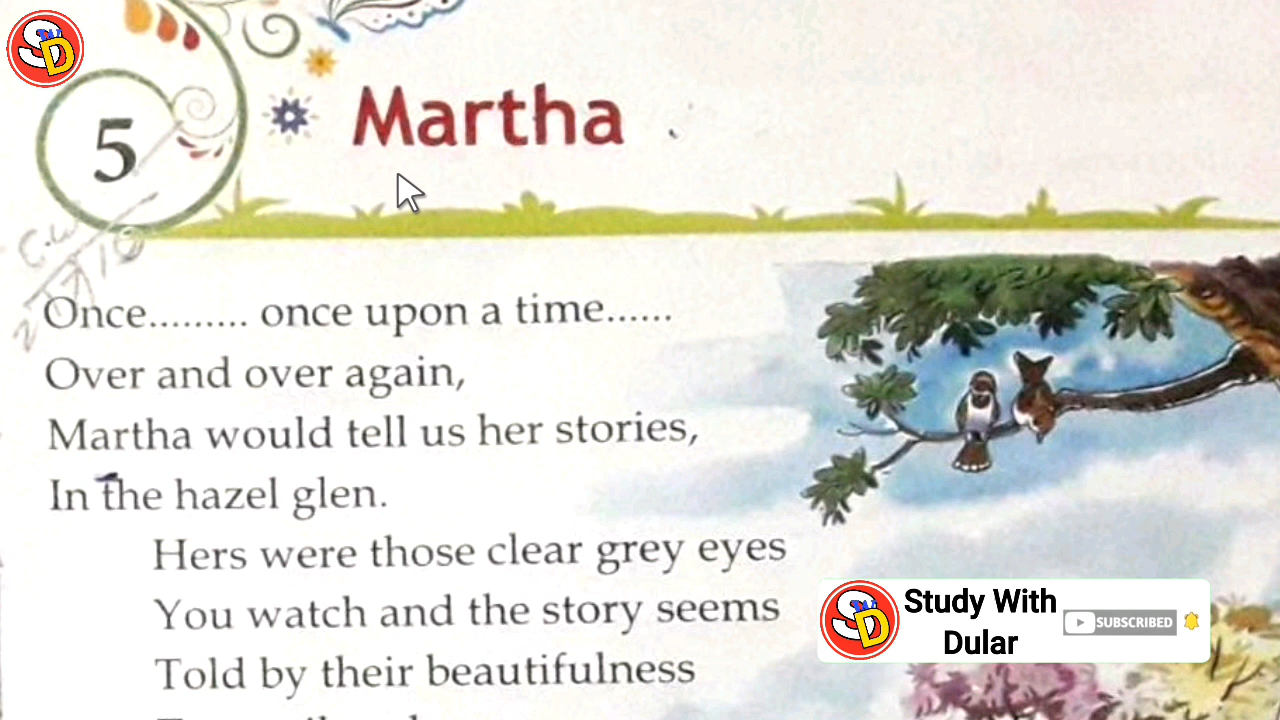 SD
5
Martha
C.W
Once......... once upon a time......
Over and over again,
Martha would tell us her stories,
In the hazel glen.
Hers were those clear grey eyes
You watch and the story seems
Told by their beautifulness
Study With
Dular
SUBSCRIBED